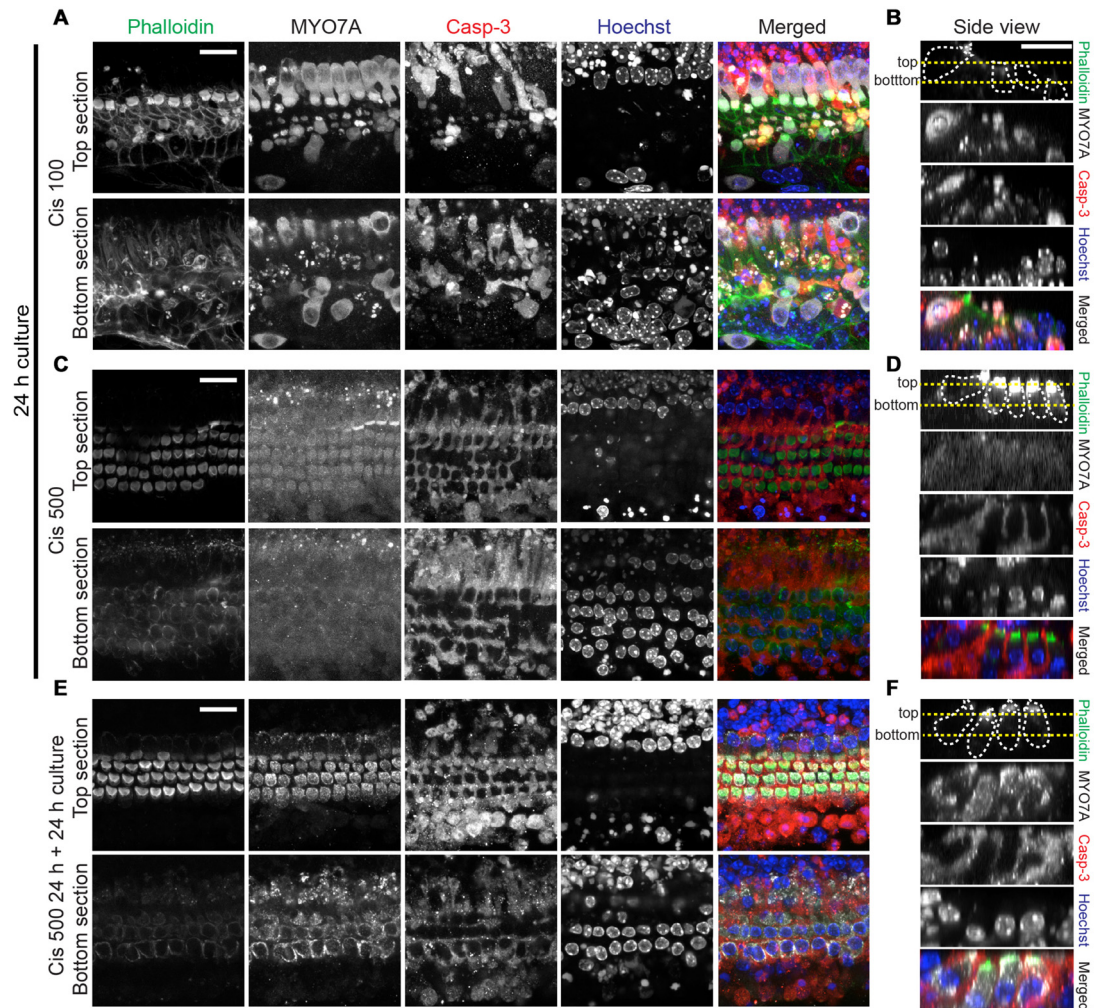 A Phalloidin MYO7A Casp-3 Hoechst Merged
B Side view
24 h culture
Cis 100
Top section
Bottom section
top
botttom
Phalloidin
MYO7A
Casp-3
Hoechst
Merged
C
Cis 500
Top section
Bottom section
D
top
bottom
Phalloidin
MYO7A
Casp-3
Hoechst
Merged
E
Cis 500 24 h + 24 h culture
Top section
Bottom section
F
top
bottom
Phalloidin
MYO7A
Casp-3
Hoechst
Merged